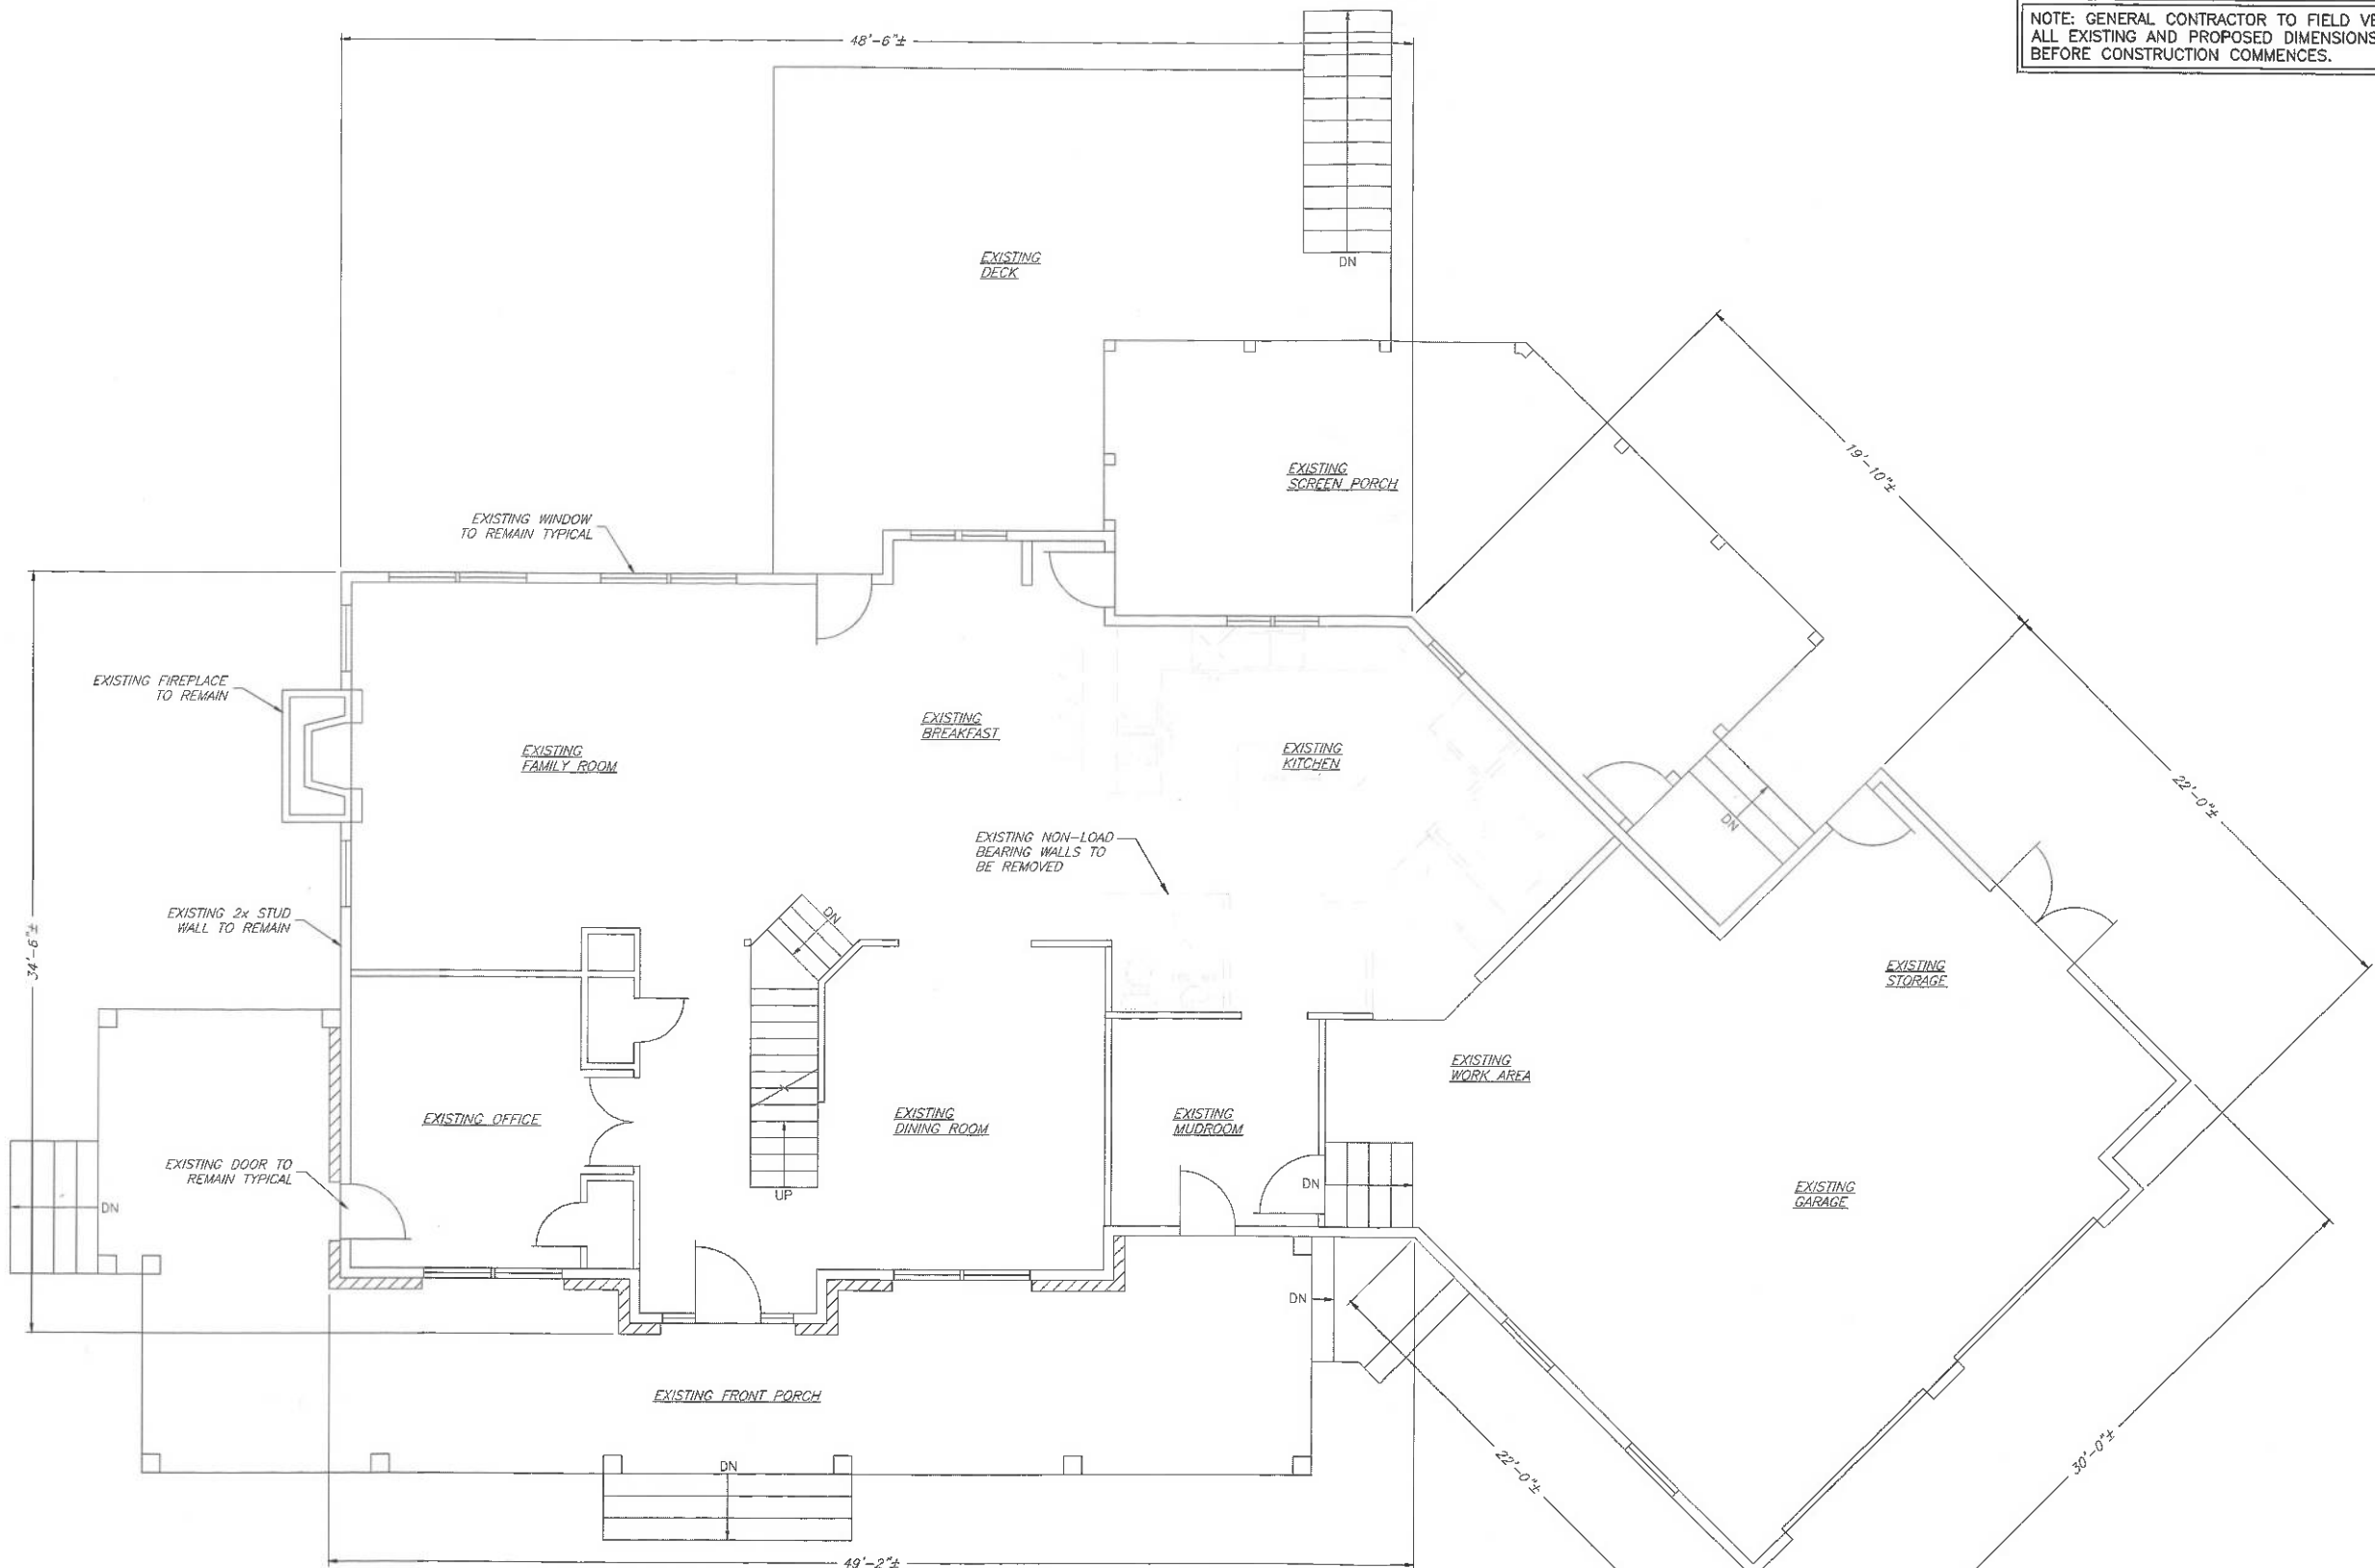 NOTE: GENERAL CONTRACTOR TO FIELD
ALL EXISTING AND PROPOSED DIMENSIONS
BEFORE CONSTRUCTION COMMENCES.
48'-6"±
EXISTING
DECK
DN
EXISTING
SCREEN PORCH
19'-10"±
EXISTING WINDOW
TO REMAIN TYPICAL
EXISTING FIREPLACE
TO REMAIN
EXISTING
FAMILY ROOM
EXISTING
BREAKFAST
EXISTING
KITCHEN
22'-0"±
DN
EXISTING NON-LOAD
BEARING WALLS TO
BE REMOVED
EXISTING 2x STUD
WALL TO REMAIN
34'-6"±
DN
EXISTING
STORAGE
EXISTING
WORK AREA
EXISTING OFFICE
EXISTING
DINING ROOM
EXISTING
MUDROOM
EXISTING DOOR TO
REMAIN TYPICAL
DN
UP
DN
EXISTING
GARAGE
DN
EXISTING FRONT PORCH
DN
22'-0"±
30'-0"±
49'-2"±